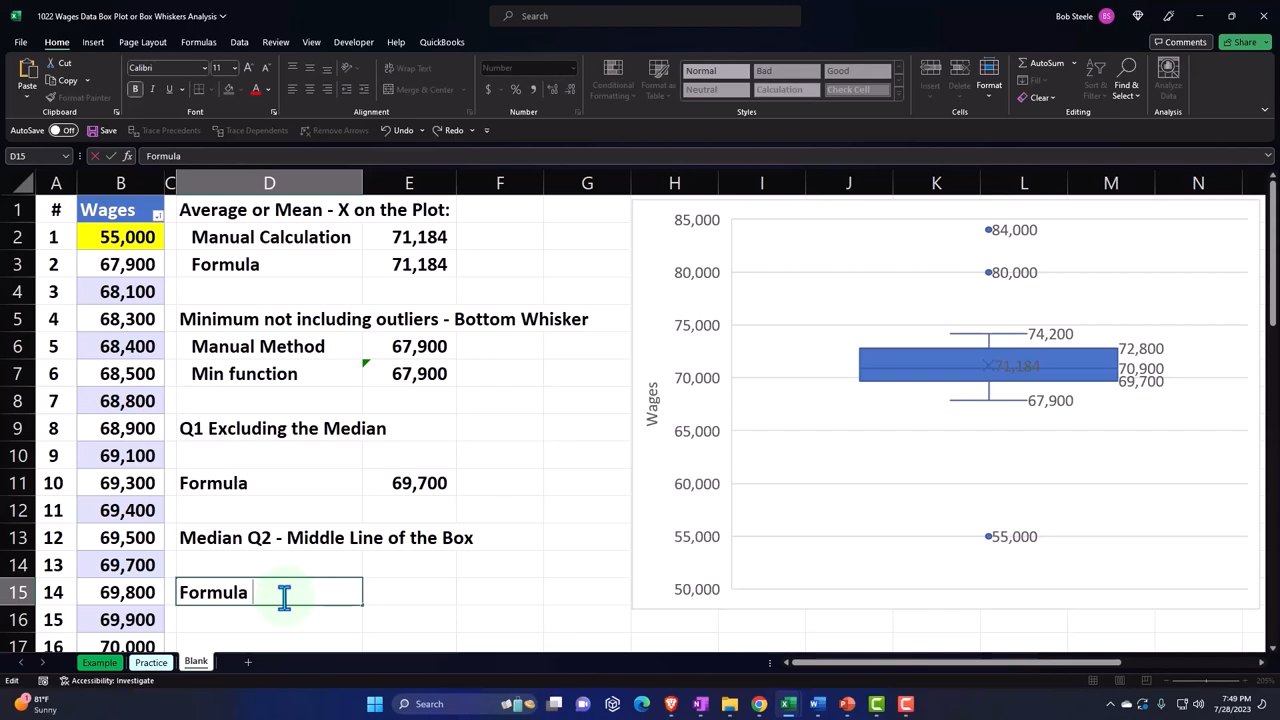 1022 Wages Data Box Plot or Box Whiskers Analysis
Search
Bob Steele BS
File Home Insert Page Layout Formulas Data Review View Developer Help QuickBooks
Comments Share
Paste
Cut
Copy
Format Painter
Clipboard
Calibri 11
B I U
Font
Wrap Text
Merge & Center
Alignment
Number
$ % 9
Number
Conditional Formatting
Format as Table
Normal Bad Good
Neutral Calculation Check Cell
Styles
Insert Delete Format
Cells
AutoSum
Fill
Clear
Sort & Filter
Find & Select
Editing
Analyze Data
Analysis
AutoSave Off Save Trace Precedents Trace Dependents Remove Arrows Undo Redo
D15 fx Formula
A B C D E F G H I J K L M N
1 # Wages Average or Mean - X on the Plot:
2 1 55,000 Manual Calculation 71,184
3 2 67,900 Formula 71,184
4 3 68,100
5 4 68,300 Minimum not including outliers - Bottom Whisker
6 5 68,400 Manual Method 67,900
7 6 68,500 Min function 67,900
8 7 68,800
9 8 68,900 Q1 Excluding the Median
10 9 69,100
11 10 69,300 Formula 69,700
12 11 69,400
13 12 69,500 Median Q2 - Middle Line of the Box
14 13 69,700
15 14 69,800 Formula
16 15 69,900
17 16 70,000
Wages
85,000
80,000
75,000
70,000
65,000
60,000
55,000
50,000
84,000
80,000
74,200
72,800
71,184
70,900
69,700
67,900
55,000
Example Practice Blank
Edit Accessibility: Investigate 205%
81°F
Sunny
Search
7:49 PM
7/28/2023